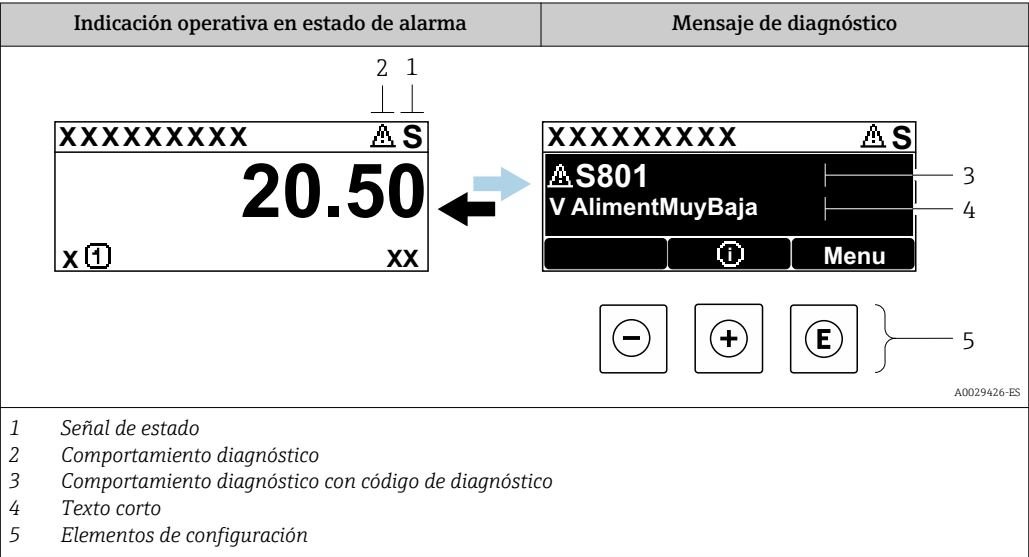 Indicación operativa en estado de alarma
Mensaje de diagnóstico
2 1
XXXXXXXXX S
20.50
X 1 XX
XXXXXXXXX S
S801 3
V AlimentMuyBaja 4
i Menu
− + E 5
A0029426-ES
1 Señal de estado
2 Comportamiento diagnóstico
3 Comportamiento diagnóstico con código de diagnóstico
4 Texto corto
5 Elementos de configuración